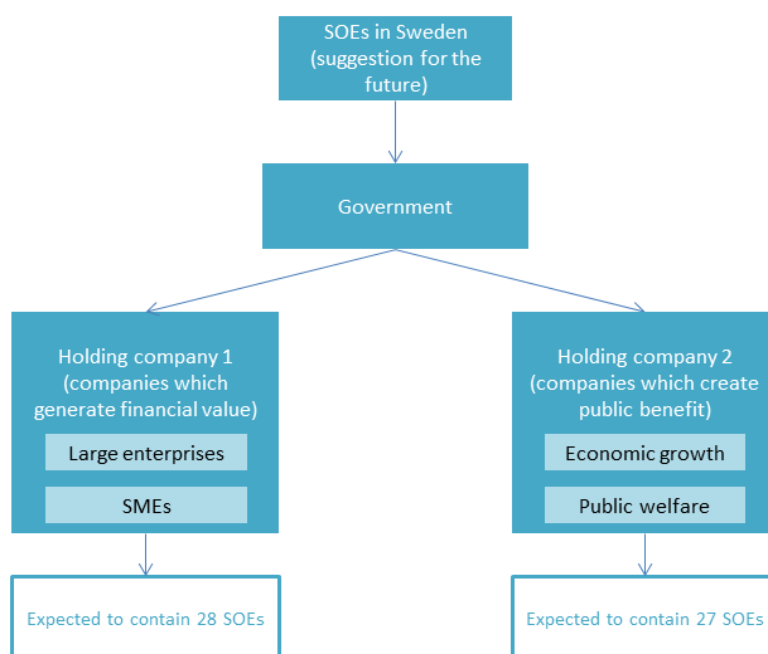 SOEs in Sweden
(suggestion for the
future)
Government
Holding company 1
(companies which
generate financial value)
Large enterprises
SMEs
Holding company 2
(companies which create
public benefit)
Economic growth
Public welfare
Expected to contain 28 SOEs
Expected to contain 27 SOEs